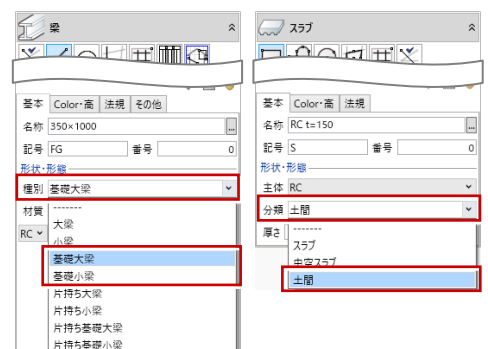 梁
基本 Color・高 法規 その他
名称 350×1000 ...
記号 FG 番号 0
形状・形態
種別 基礎大梁
材質 -------
大梁
RC 小梁
基礎大梁
基礎小梁
片持ち大梁
片持ち小梁
片持ち基礎大梁
片持ち基礎小梁
スラブ
基本 Color・高 法規
名称 RC t=150 ...
記号 S 番号 0
形状・形態
主体 RC
分類 土間
厚さ -------
スラブ
中空スラブ
土間